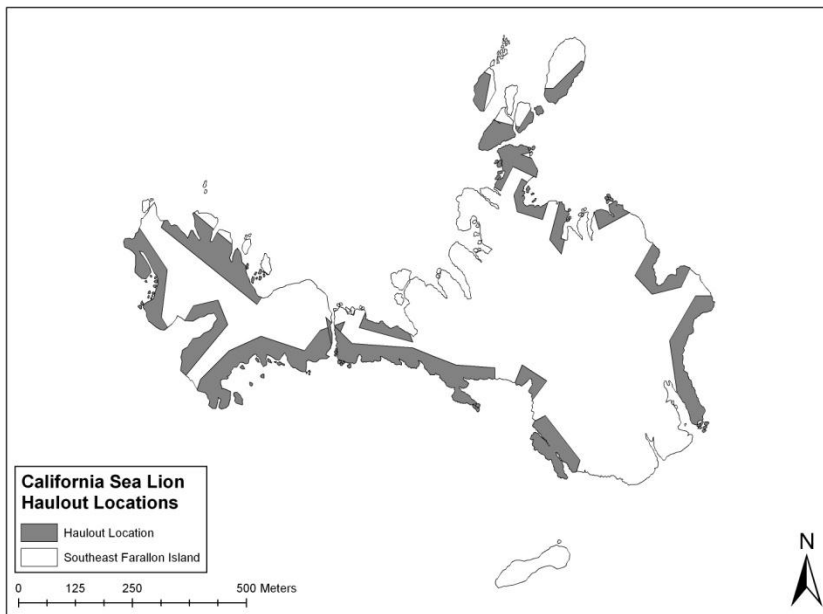 N
California Sea Lion
Haulout Locations
Haulout Location
Southeast Farallon Island
0 125 250 500 Meters